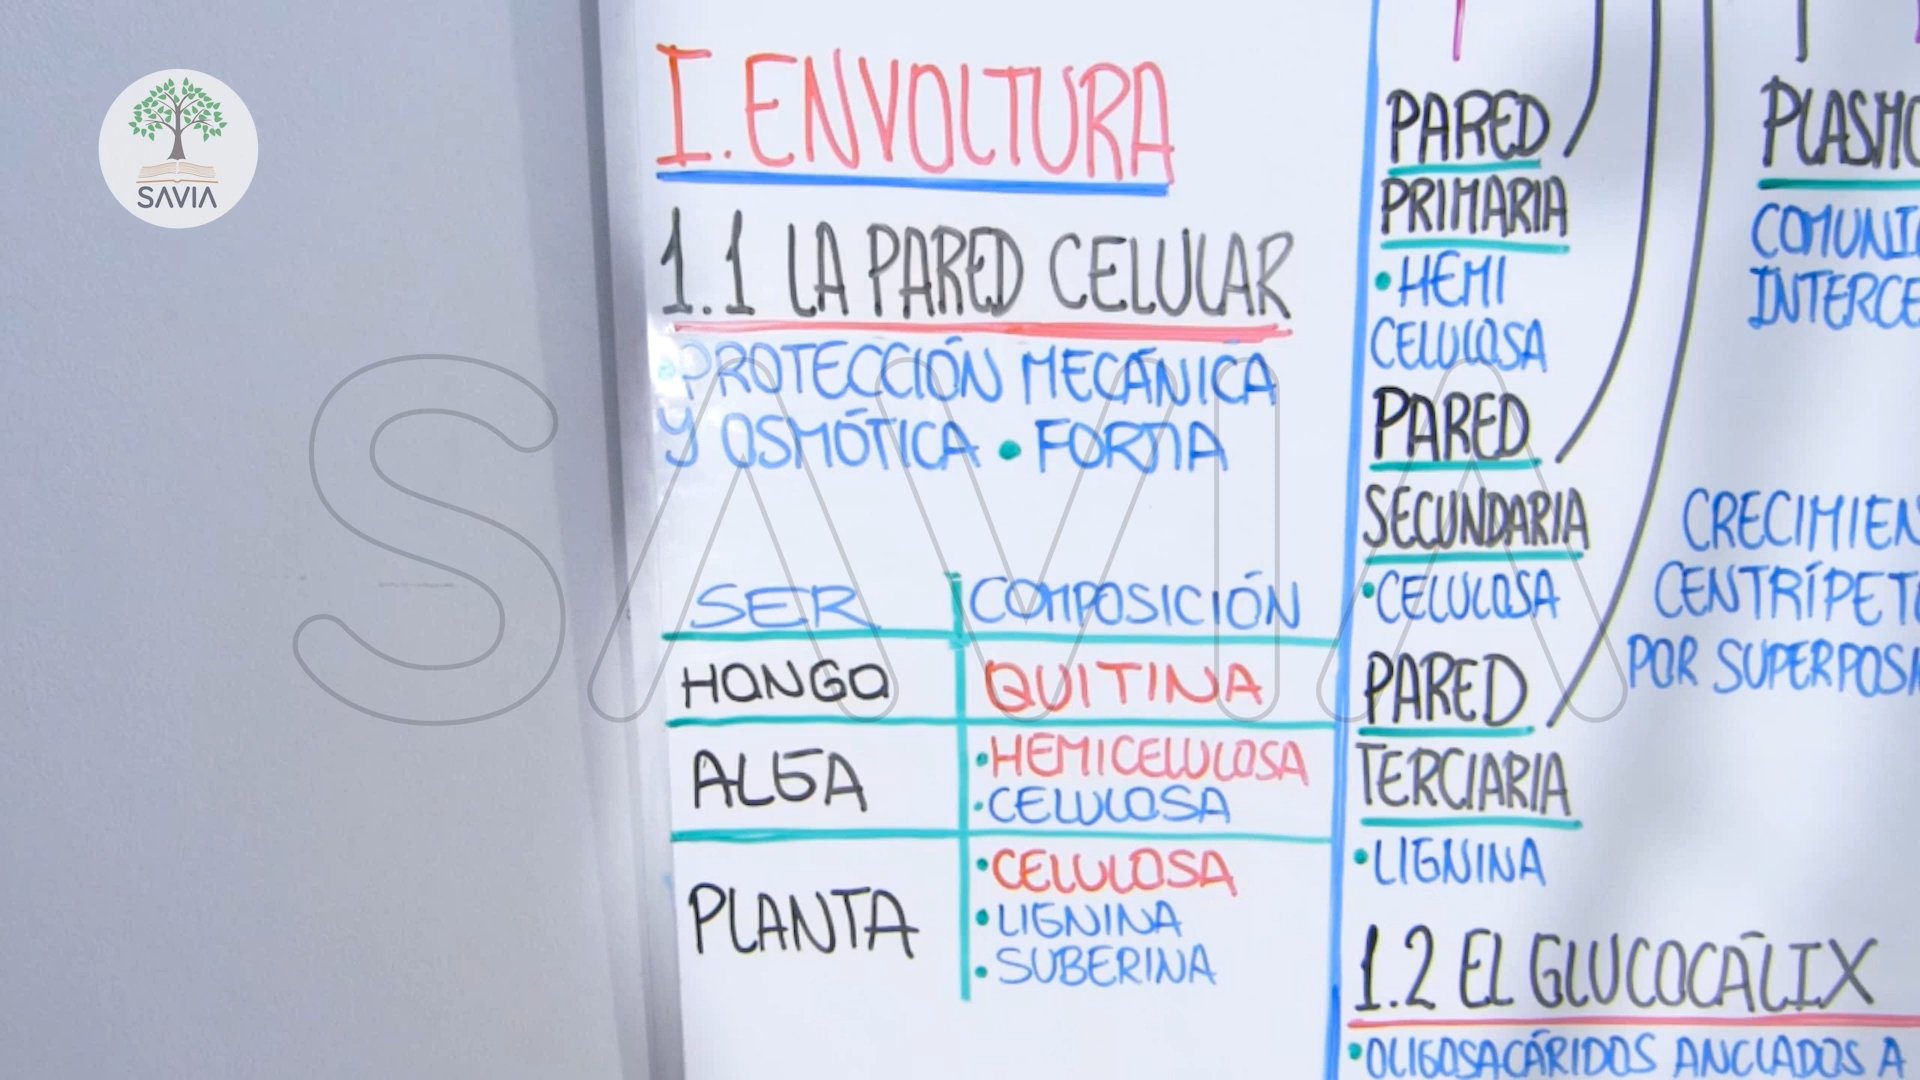 SAVIA
I. ENVOLTURA
1.1 LA PARED CELULAR
• PROTECCIÓN MECÁNICA
Y OSMÓTICA • FORMA
SER COMPOSICIÓN
HONGO QUITINA
ALGA • HEMICELULOSA
• CELULOSA
PLANTA • CELULOSA
• LIGNINA
• SUBERINA
PARED
PRIMARIA
• HEMI
CELULOSA
PARED
SECUNDARIA
• CELULOSA
PARED
TERCIARIA
• LIGNINA
1.2 EL GLUCOCÁLIX
• OLIGOSACÁRIDOS ANCLADOS A
PLASMO
COMUNI
INTERCE
CRECIMIEN
CENTRÍPETO
POR SUPERPOSI
SAVIA